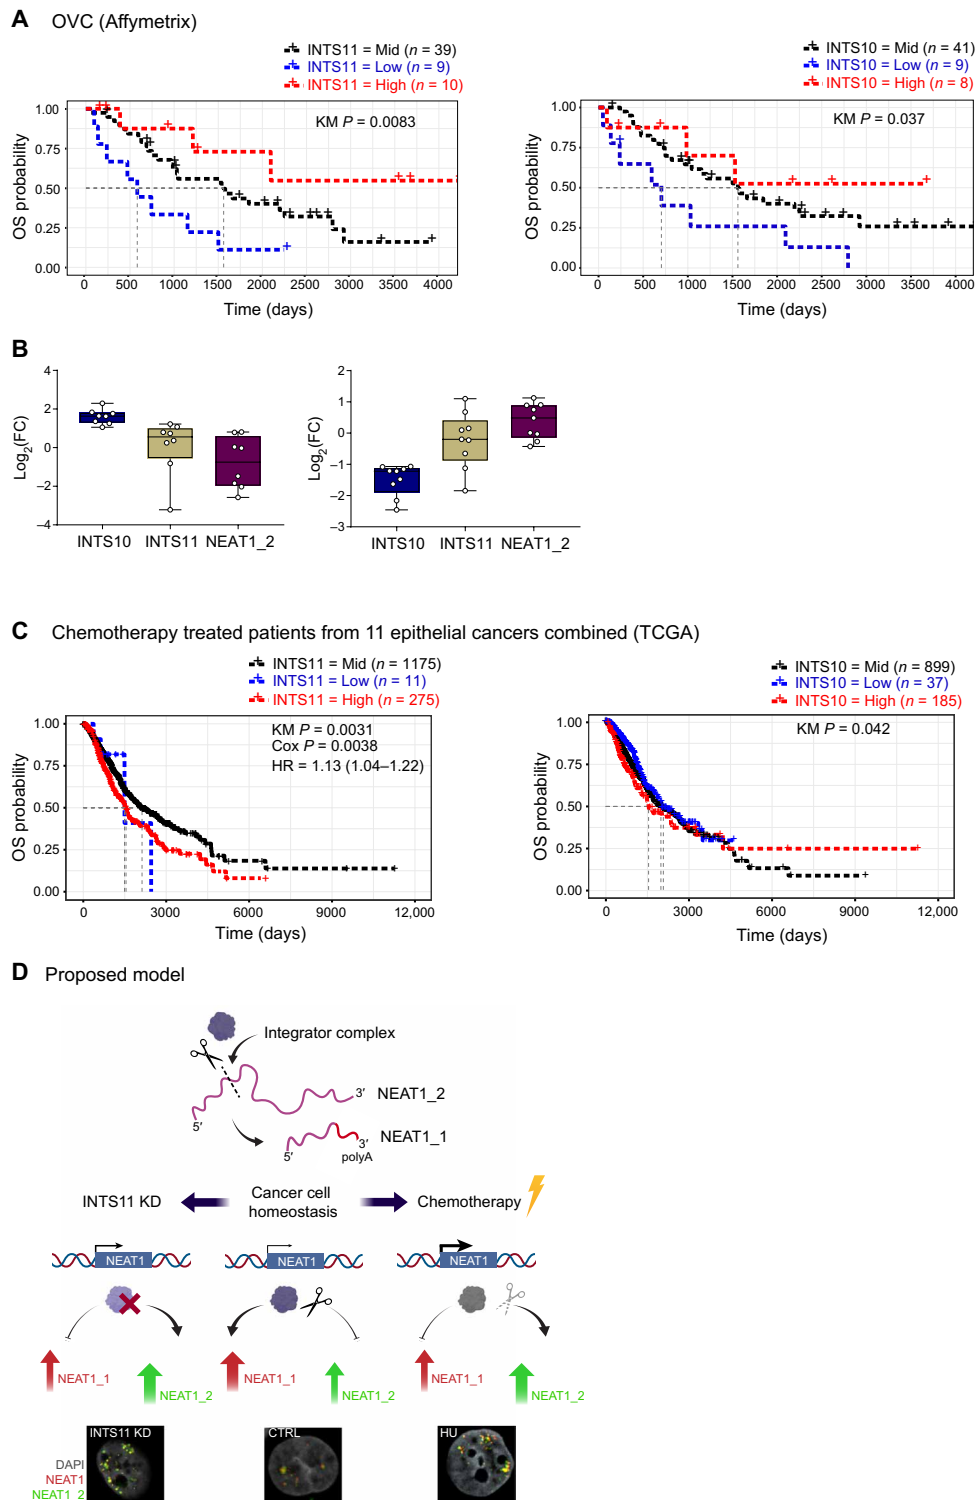 A OVC (Affymetrix)
INTS11 = Mid (n = 39)
INTS11 = Low (n = 9)
INTS11 = High (n = 10)
KM P = 0.0083
OS probability
1.00
0.75
0.50
0.25
0.00
0 500 1000 1500 2000 2500 3000 3500 4000
Time (days)
INTS10 = Mid (n = 41)
INTS10 = Low (n = 9)
INTS10 = High (n = 8)
KM P = 0.037
OS probability
1.00
0.75
0.50
0.25
0.00
0 500 1000 1500 2000 2500 3000 3500 4000
Time (days)
B
Log2(FC)
4
2
0
−2
−4
INTS10 INTS11 NEAT1_2
Log2(FC)
2
1
0
−1
−2
−3
INTS10 INTS11 NEAT1_2
C Chemotherapy treated patients from 11 epithelial cancers combined (TCGA)
INTS11 = Mid (n = 1175)
INTS11 = Low (n = 11)
INTS11 = High (n = 275)
KM P = 0.0031
Cox P = 0.0038
HR = 1.13 (1.04–1.22)
OS probability
1.00
0.75
0.50
0.25
0.00
0 3000 6000 9000 12,000
Time (days)
INTS10 = Mid (n = 899)
INTS10 = Low (n = 37)
INTS10 = High (n = 185)
KM P = 0.042
OS probability
1.00
0.75
0.50
0.25
0.00
0 3000 6000 9000 12,000
Time (days)
D Proposed model
Integrator complex
5′
3′ NEAT1_2
5′
3′ NEAT1_1
polyA
INTS11 KD
Cancer cell
homeostasis
Chemotherapy
NEAT1 NEAT1 NEAT1
NEAT1_1 NEAT1_1 NEAT1_1
NEAT1_2 NEAT1_2 NEAT1_2
INTS11 KD CTRL HU
DAPI
NEAT1
NEAT1_2